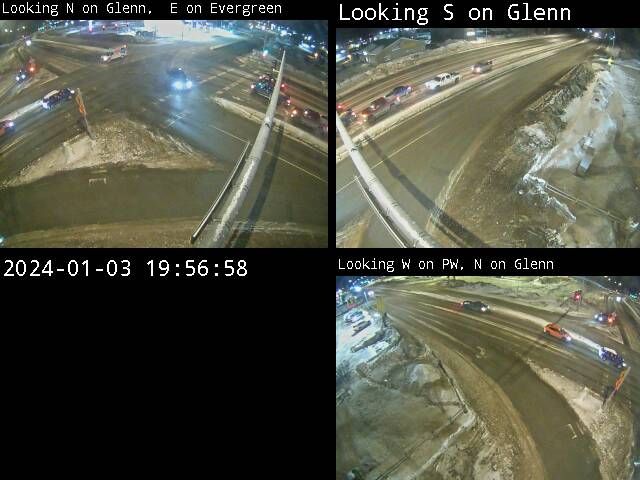 Looking N on Glenn,  E on Evergreen
Looking S on Glenn
2024-01-03 19:56:58
Looking W on PW, N on Glenn